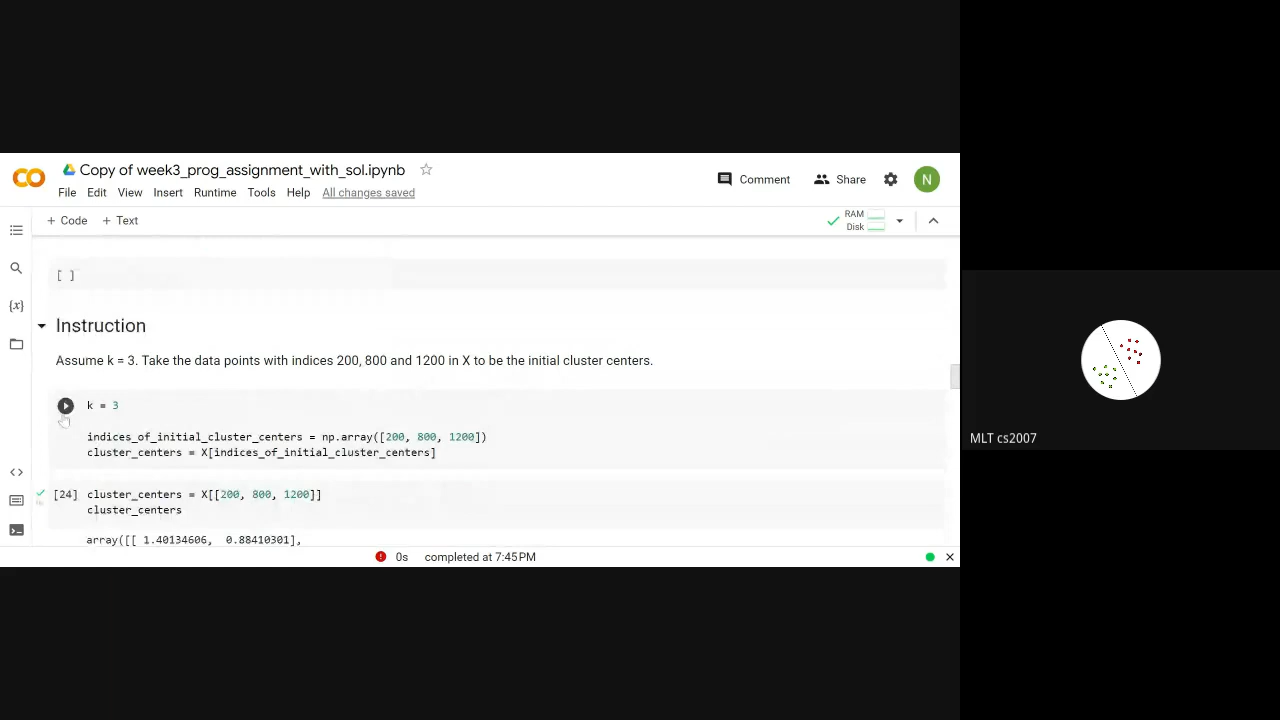 Copy of week3_prog_assignment_with_sol.ipynb
File Edit View Insert Runtime Tools Help All changes saved
Comment Share N
+ Code + Text
RAM
Disk
{x}
[ ]
Instruction
Assume k = 3. Take the data points with indices 200, 800 and 1200 in X to be the initial cluster centers.
k = 3
indices_of_initial_cluster_centers = np.array([200, 800, 1200])
cluster_centers = X[indices_of_initial_cluster_centers]
[24] cluster_centers = X[[200, 800, 1200]]
cluster_centers
array([[ 1.40134606, 0.88410301],
0s completed at 7:45 PM
MLT cs2007